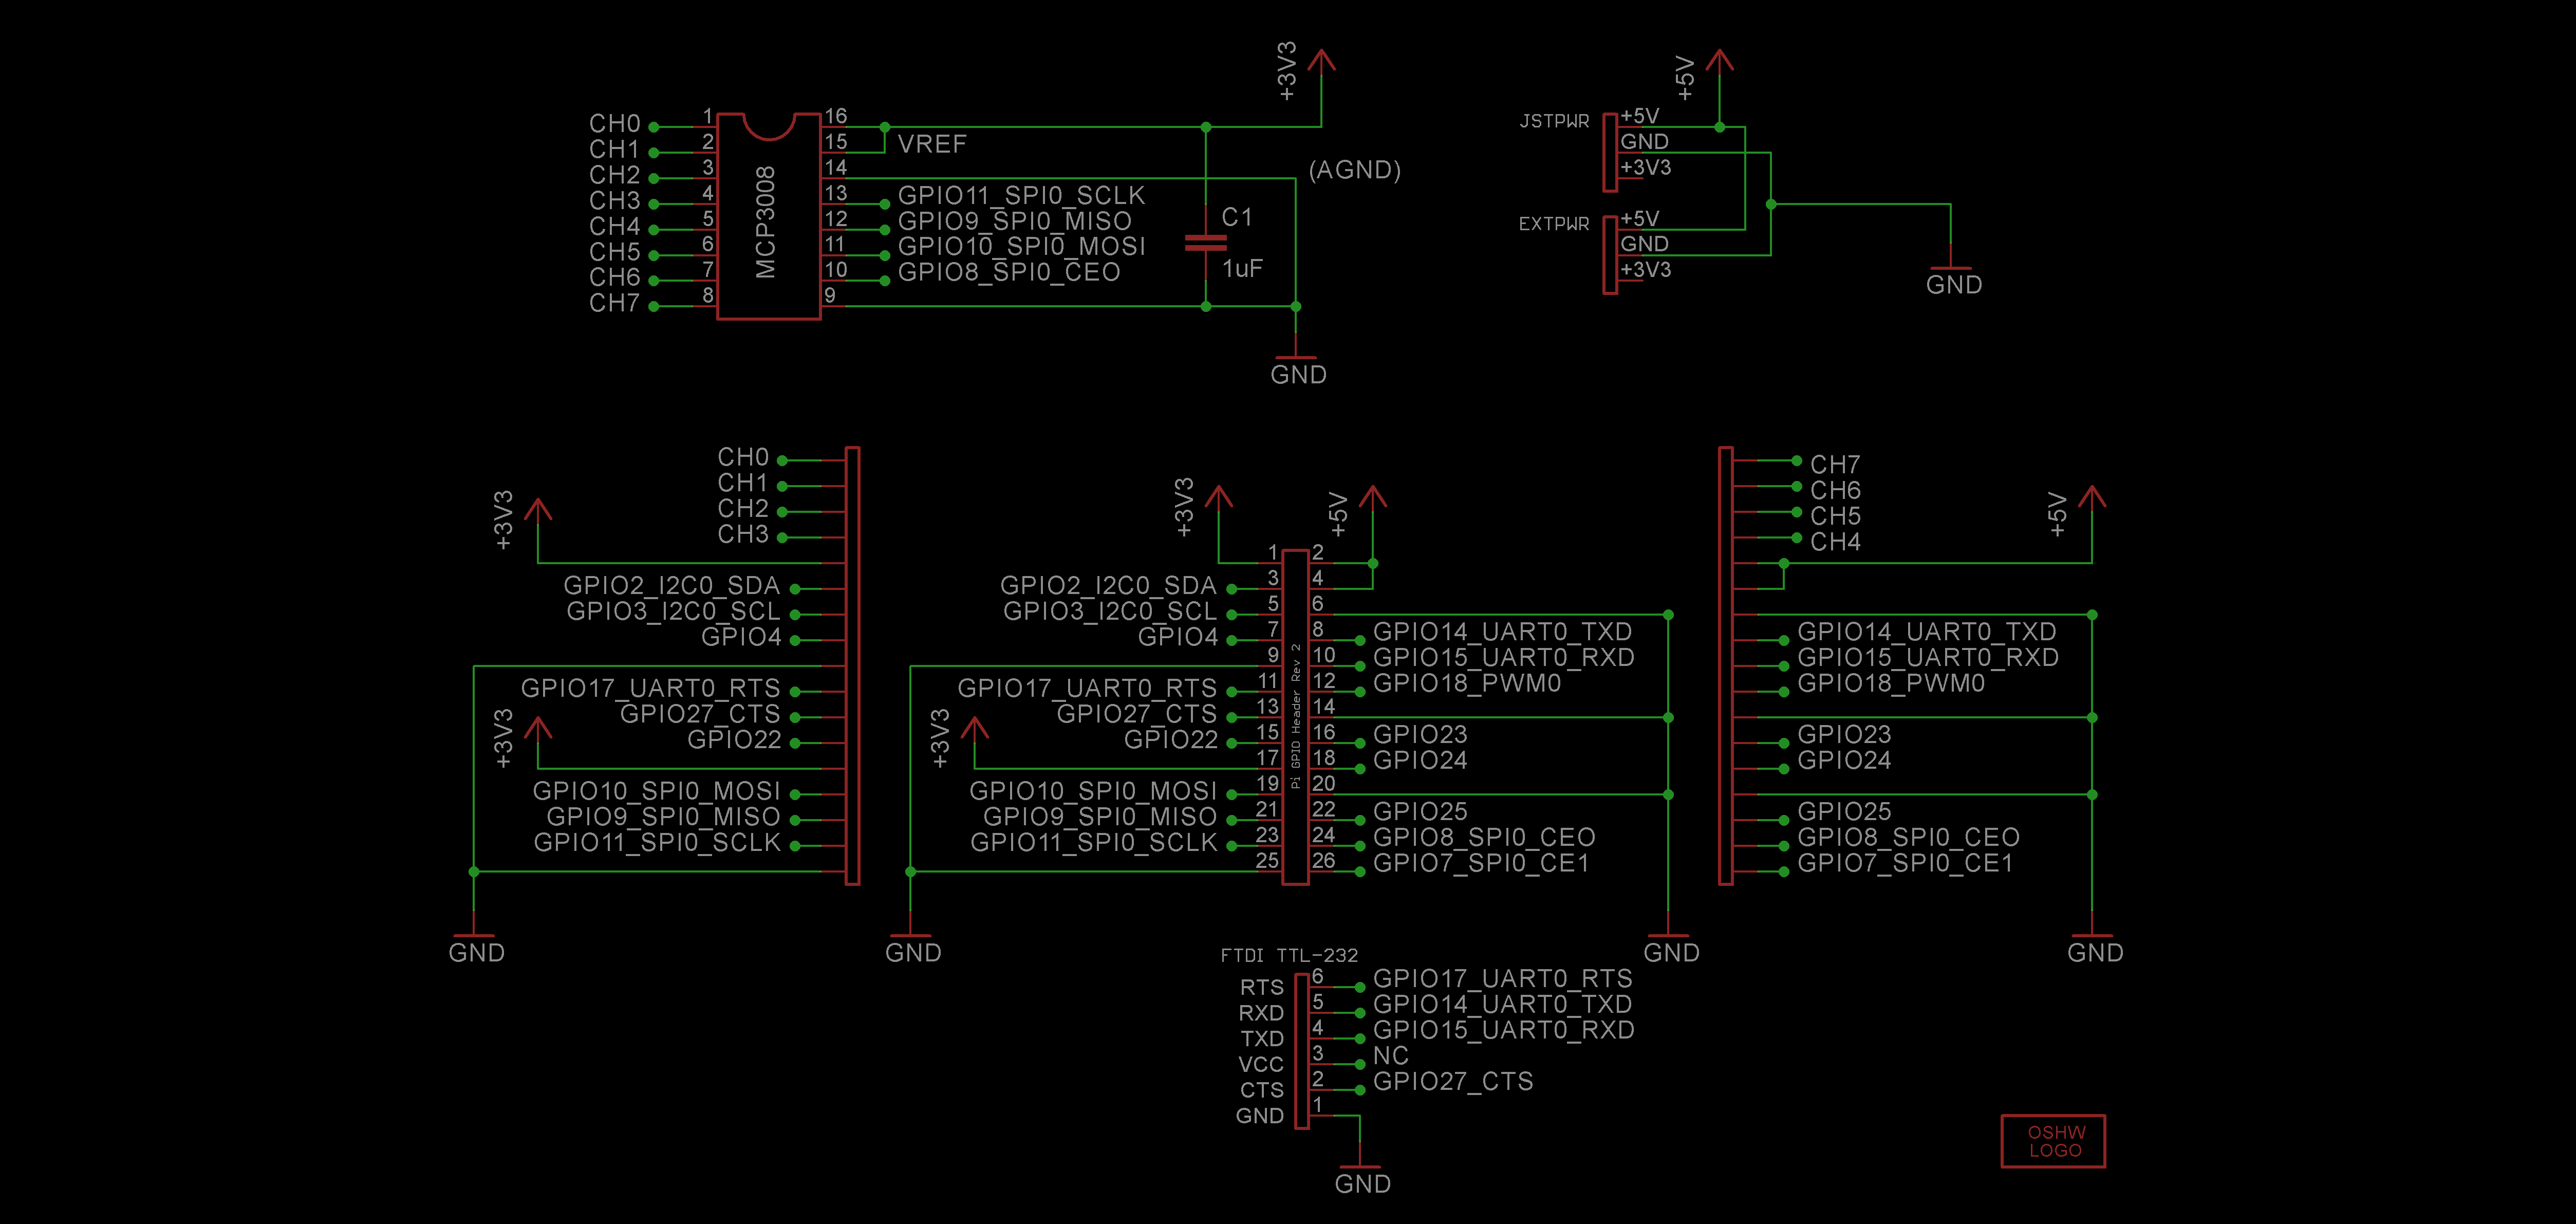 +3V3
CH0 1
CH1 2
CH2 3
CH3 4
CH4 5
CH5 6
CH6 7
CH7 8
MCP3008
16
15 VREF
14 (AGND)
13 GPIO11_SPI0_SCLK
12 GPIO9_SPI0_MISO
11 GPIO10_SPI0_MOSI
10 GPIO8_SPI0_CEO
9
C1
1uF
GND
+5V
JSTPWR
+5V
GND
+3V3
EXTPWR
+5V
GND
+3V3
GND
CH0
CH1
CH2
CH3
+3V3
GPIO2_I2C0_SDA
GPIO3_I2C0_SCL
GPIO4
GPIO17_UART0_RTS
GPIO27_CTS
GPIO22
+3V3
GPIO10_SPI0_MOSI
GPIO9_SPI0_MISO
GPIO11_SPI0_SCLK
GND
+3V3
+5V
1 2
GPIO2_I2C0_SDA 3 4
GPIO3_I2C0_SCL 5 6
GPIO4 7 8 GPIO14_UART0_TXD
9 10 GPIO15_UART0_RXD
GPIO17_UART0_RTS 11 12 GPIO18_PWM0
GPIO27_CTS 13 14
GPIO22 15 16 GPIO23
+3V3
17 18 GPIO24
GPIO10_SPI0_MOSI 19 20
GPIO9_SPI0_MISO 21 22 GPIO25
GPIO11_SPI0_SCLK 23 24 GPIO8_SPI0_CEO
25 26 GPIO7_SPI0_CE1
Pi GPIO Header Rev 2
GND
GND
CH7
CH6
CH5
CH4
+5V
GPIO14_UART0_TXD
GPIO15_UART0_RXD
GPIO18_PWM0
GPIO23
GPIO24
GPIO25
GPIO8_SPI0_CEO
GPIO7_SPI0_CE1
GND
FTDI TTL-232
RTS 6 GPIO17_UART0_RTS
RXD 5 GPIO14_UART0_TXD
TXD 4 GPIO15_UART0_RXD
VCC 3 NC
CTS 2 GPIO27_CTS
GND 1
GND
OSHW
LOGO